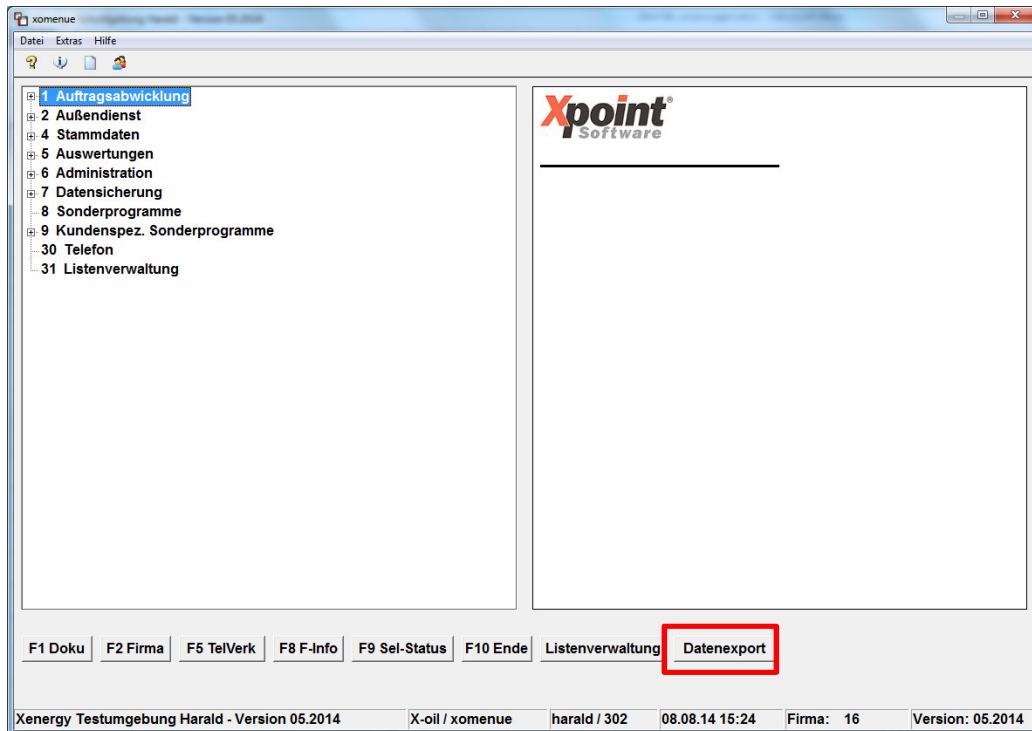 xomenue
Datei Extras Hilfe
1 Auftragsabwicklung
2 Außendienst
4 Stammdaten
5 Auswertungen
6 Administration
7 Datensicherung
8 Sonderprogramme
9 Kundenspez. Sonderprogramme
30 Telefon
31 Listenverwaltung
Xpoint®
Software
F1 Doku F2 Firma F5 TelVerk F8 F-Info F9 Sel-Status F10 Ende Listenverwaltung Datenexport
Xenergy Testumgebung Harald - Version 05.2014 X-oil / xomenue harald / 302 08.08.14 15:24 Firma: 16 Version: 05.2014